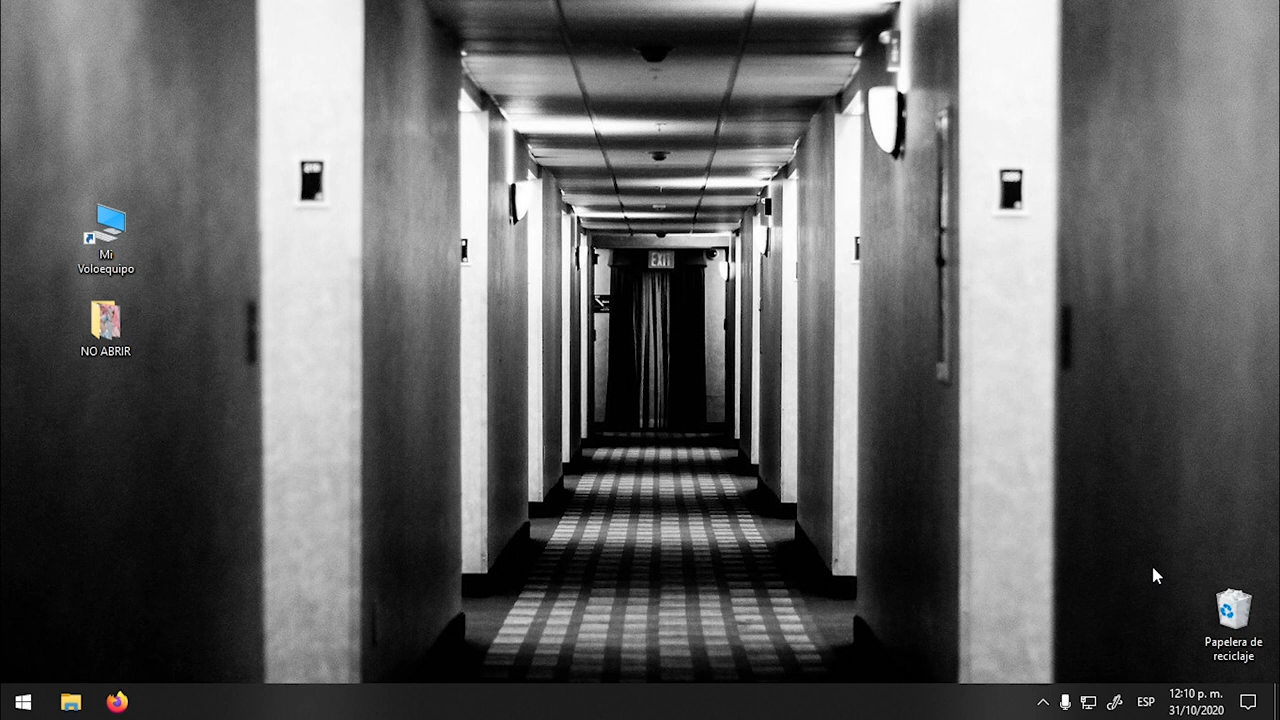 EXIT
Mi
Voloequipo
NO ABRIR
Papelera de
reciclaje
ESP
12:10 p. m.
31/10/2020